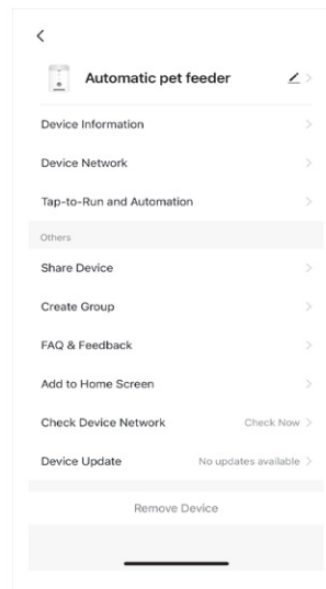 Automatic pet feeder
Device Information
Device Network
Tap-to-Run and Automation
Others
Share Device
Create Group
FAQ & Feedback
Add to Home Screen
Check Device Network Check Now
Device Update No updates available
Remove Device